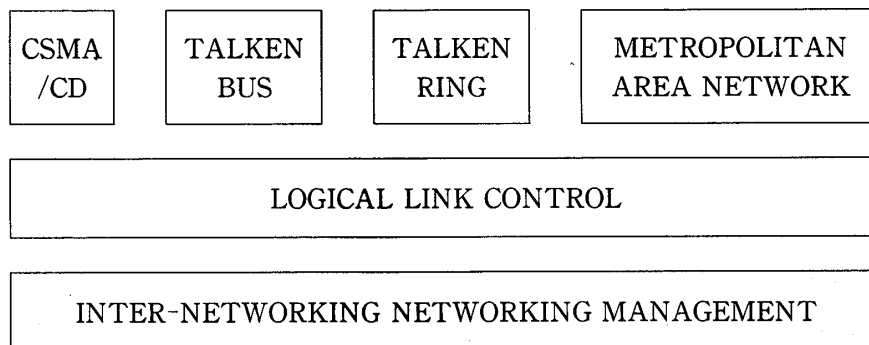 CSMA
/CD
TALKEN
BUS
TALKEN
RING
METROPOLITAN
AREA NETWORK
LOGICAL LINK CONTROL
INTER-NETWORKING NETWORKING MANAGEMENT